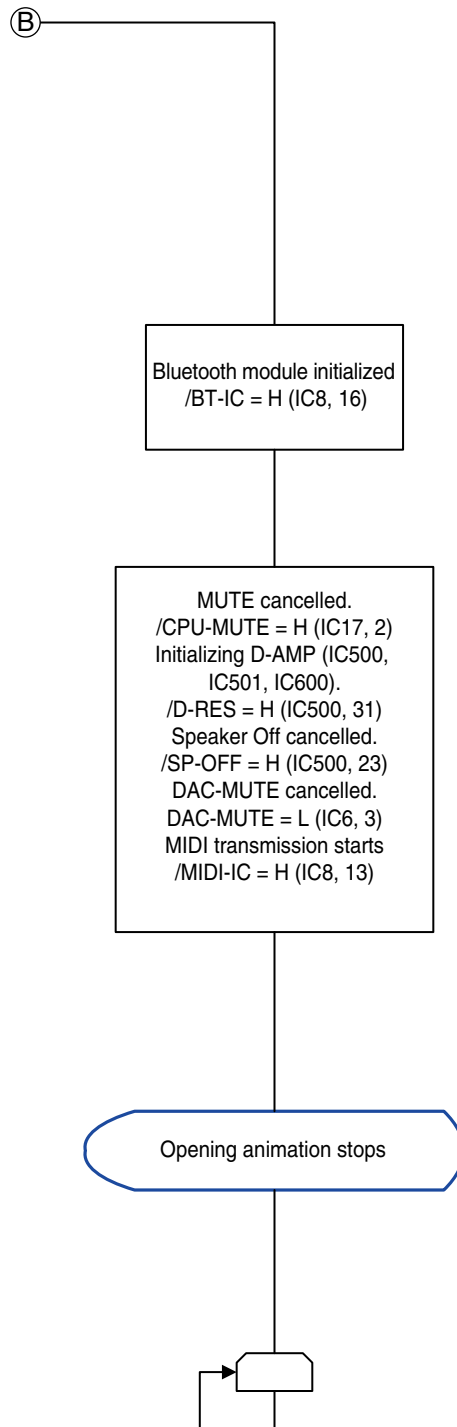 B
Bluetooth module initialized
/BT-IC = H (IC8, 16)
MUTE cancelled.
/CPU-MUTE = H (IC17, 2)
Initializing D-AMP (IC500,
IC501, IC600).
/D-RES = H (IC500, 31)
Speaker Off cancelled.
/SP-OFF = H (IC500, 23)
DAC-MUTE cancelled.
DAC-MUTE = L (IC6, 3)
MIDI transmission starts
/MIDI-IC = H (IC8, 13)
Opening animation stops